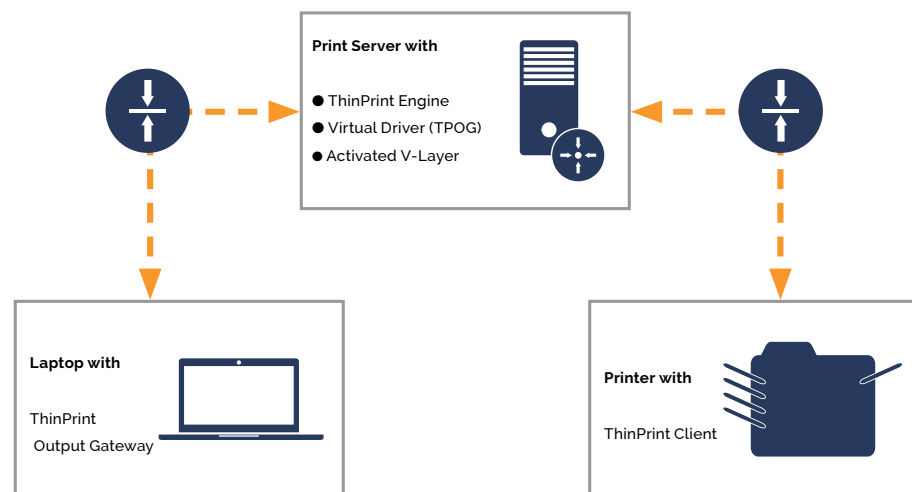 Print Server with
● ThinPrint Engine
● Virtual Driver (TPOG)
● Activated V-Layer
Laptop with
ThinPrint
Output Gateway
Printer with
ThinPrint Client